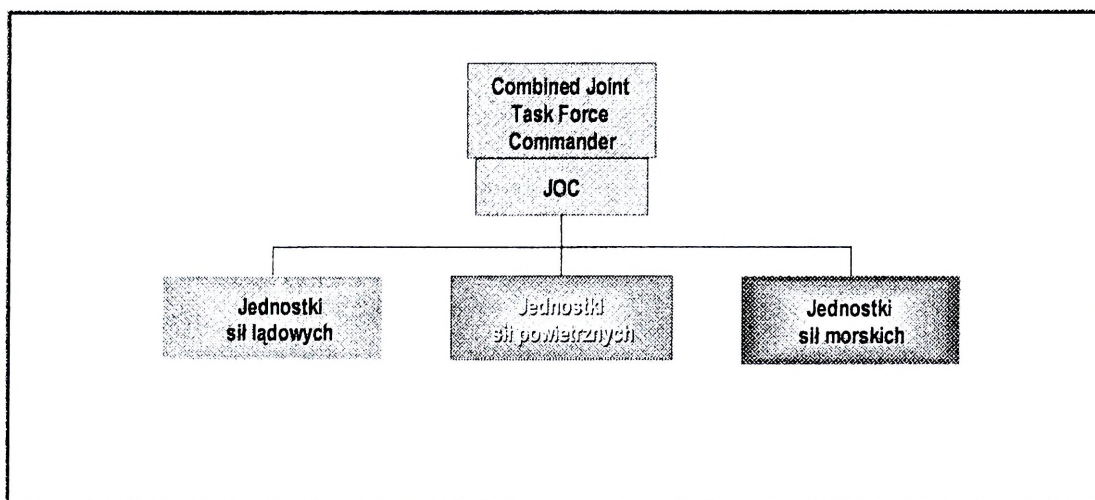 Combined Joint
Task Force
Commander
JOC
Jednostki
sił lądowych
Jednostki
sił powietrznych
Jednostki
sił morskich